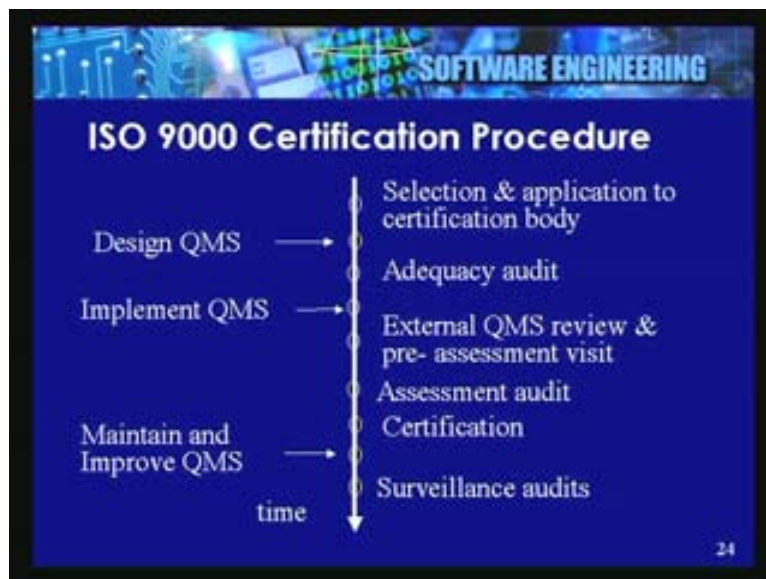 SOFTWARE ENGINEERING
ISO 9000 Certification Procedure
Selection & application to
certification body
Design QMS
Adequacy audit
Implement QMS
External QMS review &
pre- assessment visit
Assessment audit
Certification
Maintain and
Improve QMS
Surveillance audits
time
24